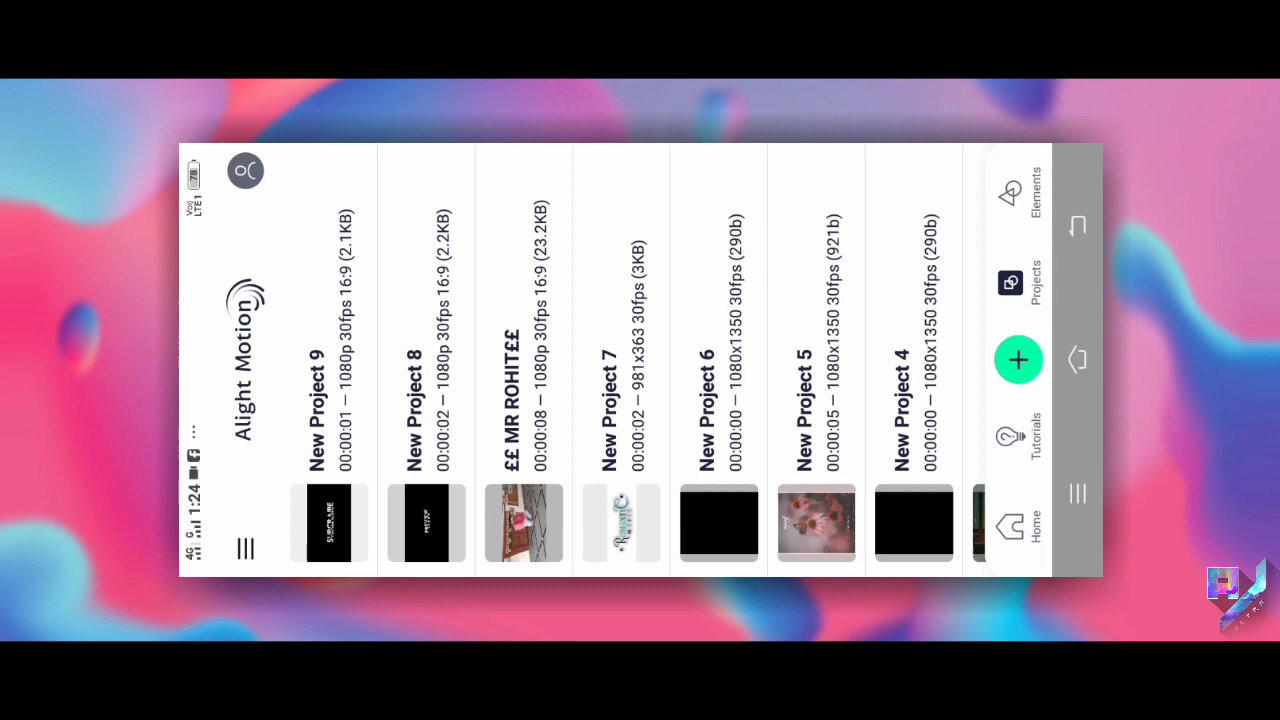 4G G 1:24 ...
Vo)) LTE1 78
Alight Motion
New Project 9
00:00:01 – 1080p 30fps 16:9 (2.1KB)
SUBCRAIBE
New Project 8
00:00:02 – 1080p 30fps 16:9 (2.2KB)
££ MR ROHIT££
00:00:08 – 1080p 30fps 16:9 (23.2KB)
New Project 7
00:00:02 – 981x363 30fps (3KB)
New Project 6
00:00:00 – 1080x1350 30fps (290b)
New Project 5
00:00:05 – 1080x1350 30fps (921b)
New Project 4
00:00:00 – 1080x1350 30fps (290b)
Home
Tutorials
Projects
Elements
ULTRA